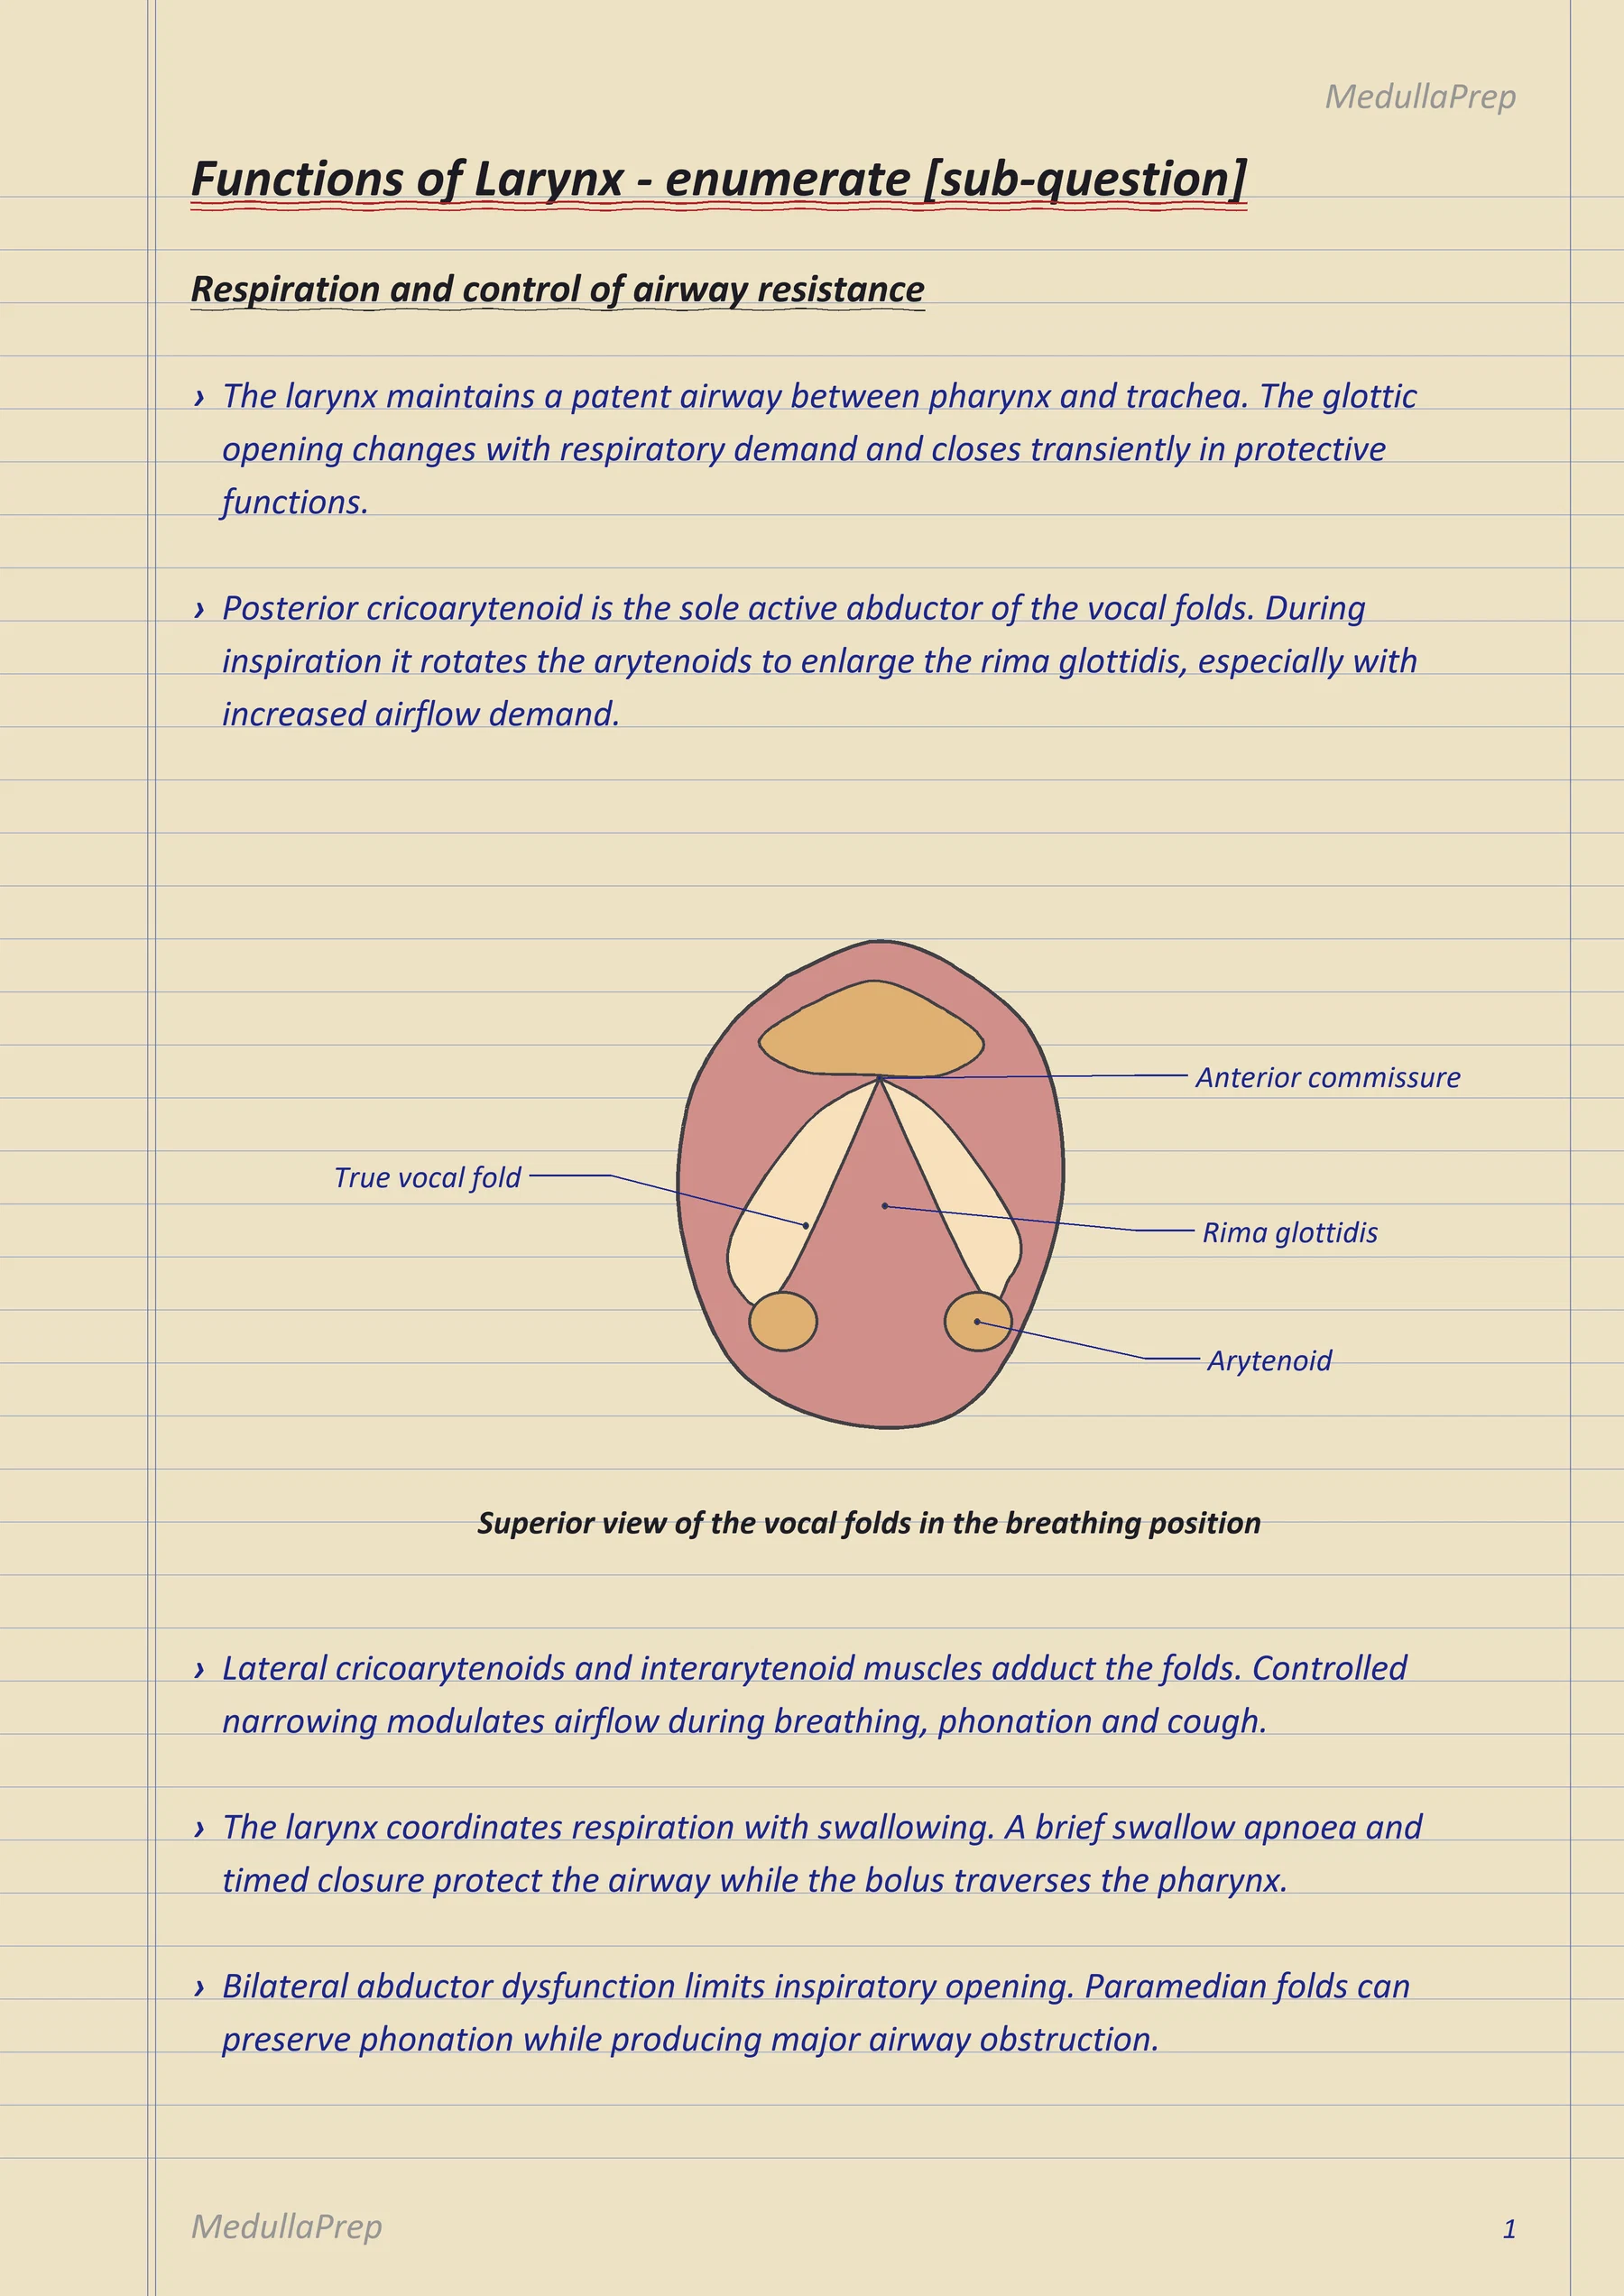 MedullaPrep
Functions of Larynx - enumerate [sub-question]
Respiration and control of airway resistance
› The larynx maintains a patent airway between pharynx and trachea. The glottic
opening changes with respiratory demand and closes transiently in protective
functions.
› Posterior cricoarytenoid is the sole active abductor of the vocal folds. During
inspiration it rotates the arytenoids to enlarge the rima glottidis, especially with
increased airflow demand.
Anterior commissure
True vocal fold
Rima glottidis
Arytenoid
Superior view of the vocal folds in the breathing position
› Lateral cricoarytenoids and interarytenoid muscles adduct the folds. Controlled
narrowing modulates airflow during breathing, phonation and cough.
› The larynx coordinates respiration with swallowing. A brief swallow apnoea and
timed closure protect the airway while the bolus traverses the pharynx.
› Bilateral abductor dysfunction limits inspiratory opening. Paramedian folds can
preserve phonation while producing major airway obstruction.
MedullaPrep
1